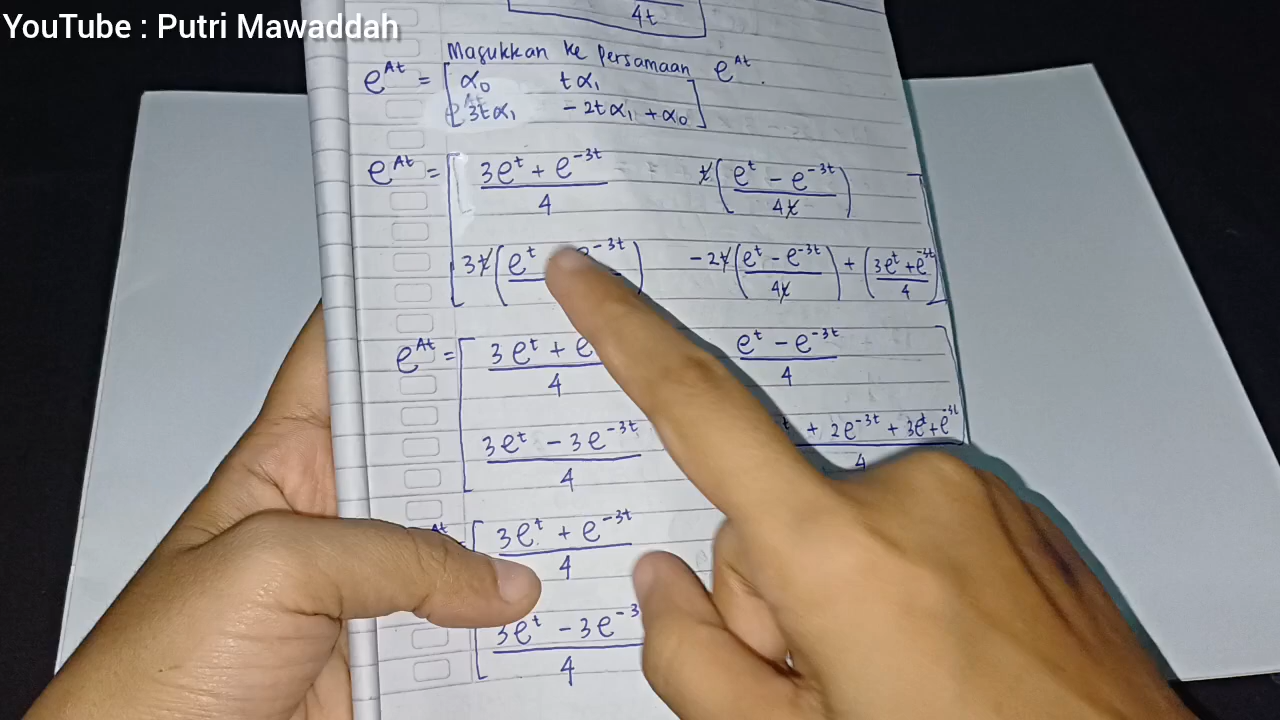 YouTube : Putri Mawaddah
4t
Masukkan ke persamaan e^{At}.
e^{At} = [α₀ tα₁
3tα₁ -2tα₁ + α₀]
e^{At} = [(3e^t + e^{-3t})/4 t((e^t - e^{-3t})/4t)
3t(e^t e^{-3t}) -2t((e^t - e^{-3t})/4t) + ((3e^t + e^{-3t})/4)]
e^{At} = [3e^t + e /4 (e^t - e^{-3t})/4
(3e^t - 3e^{-3t})/4 ^t + 2e^{-3t} + 3e^t + e^{-3t} /4]
At [(3e^t + e^{-3t})/4
(3e^t - 3e^{-3})/4